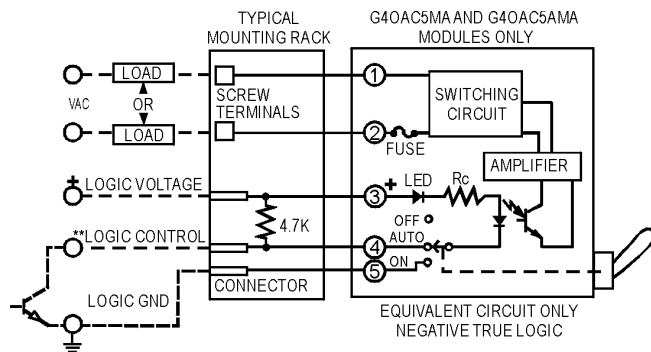 TYPICAL
MOUNTING RACK
G4OAC5MA AND G4OAC5AMA
MODULES ONLY
LOAD
VAC
OR
LOAD
SCREW
TERMINALS
1
2
FUSE
SWITCHING
CIRCUIT
AMPLIFIER
+
LOGIC VOLTAGE
3
+
LED
Rc
4.7K
OFF
**LOGIC CONTROL
4
AUTO
5
ON
LOGIC GND
CONNECTOR
EQUIVALENT CIRCUIT ONLY
NEGATIVE TRUE LOGIC